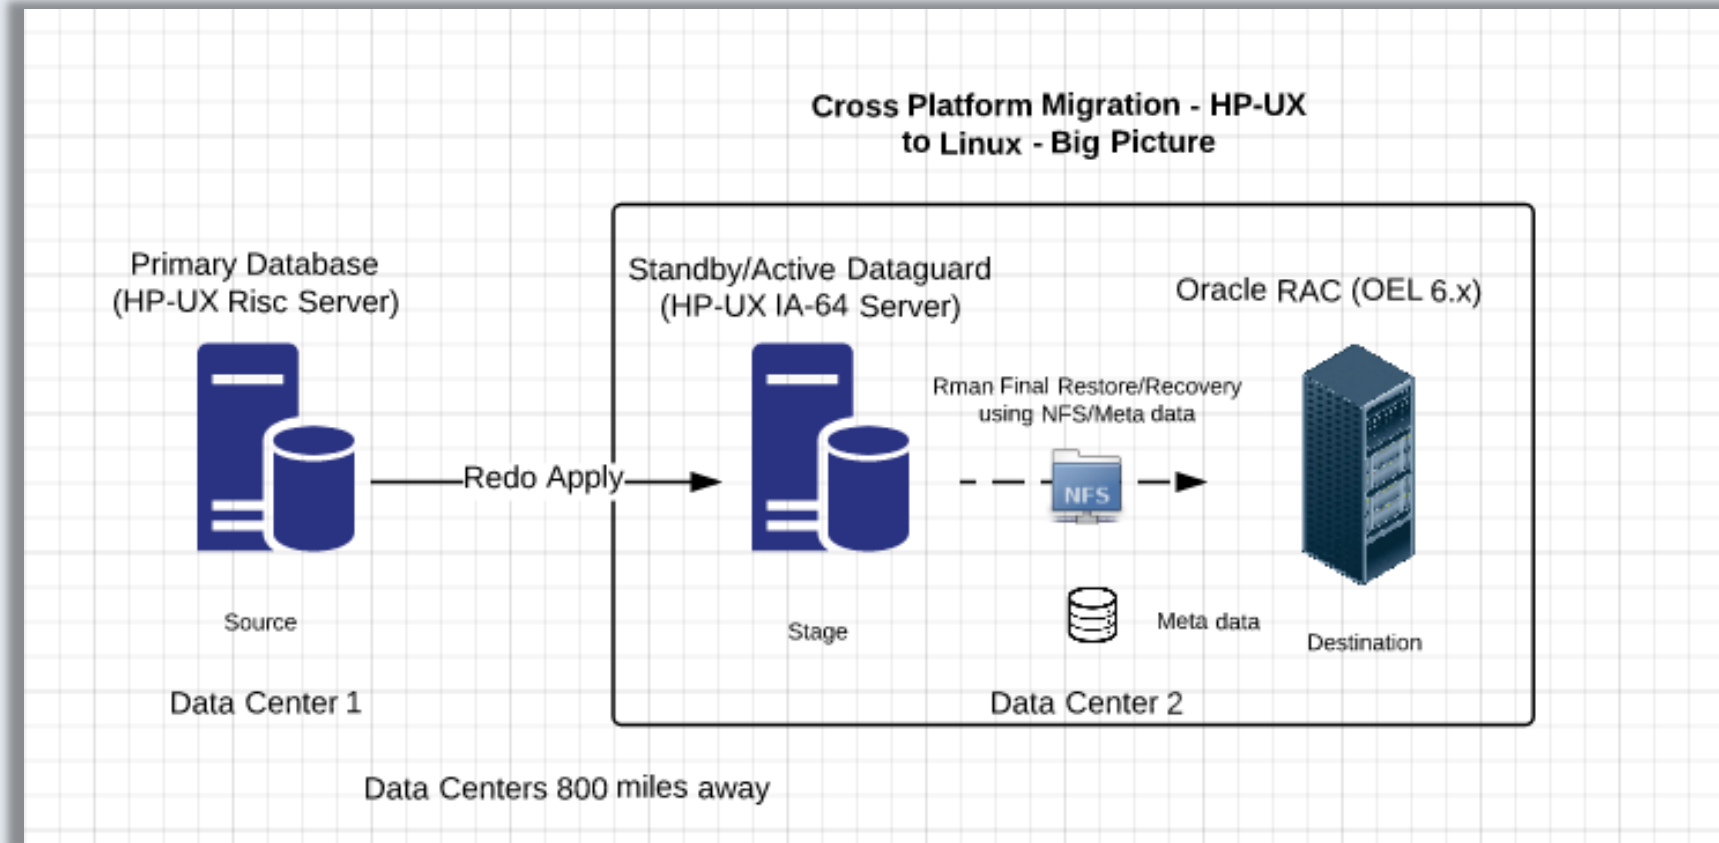 Cross Platform Migration - HP-UX
to Linux - Big Picture
Primary Database
(HP-UX Risc Server)
Standby/Active Dataguard
(HP-UX IA-64 Server)
Oracle RAC (OEL 6.x)
Rman Final Restore/Recovery
using NFS/Meta data
Redo Apply
NFS
Source
Stage
Meta data
Destination
Data Center 1
Data Center 2
Data Centers 800 miles away